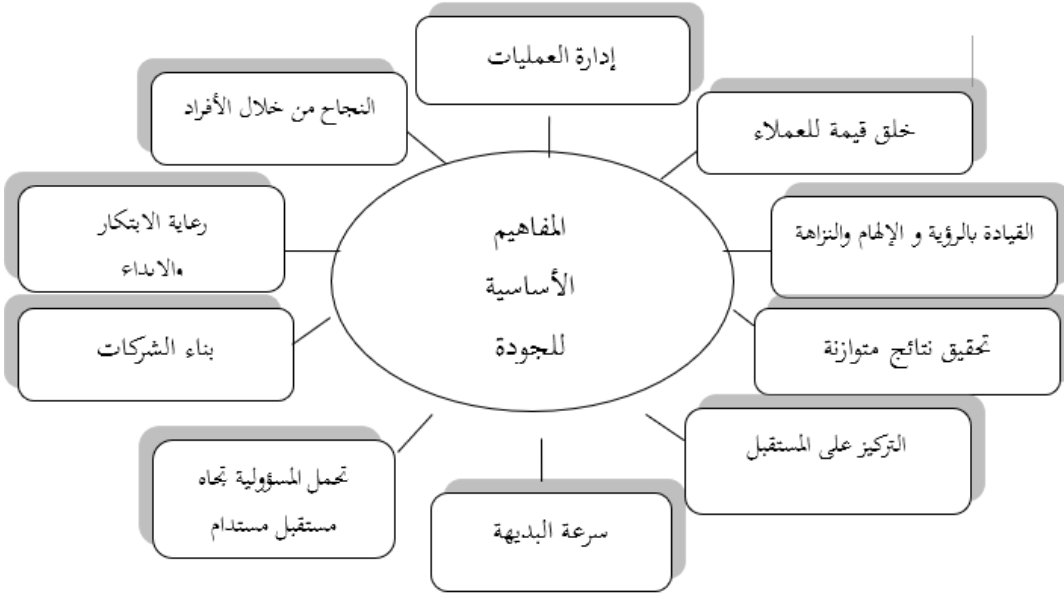 إدارة العمليات
النجاح من خلال الأفراد
خلق قيمة للعملاء
رعاية الابتكار
والابداع
المفاهيم
الأساسية
للجودة
القيادة بالرؤية و الإلهام والنزاهة
بناء الشركات
تحقيق نتائج متوازنة
التركيز على المستقبل
تحمل المسؤولية تجاه
مستقبل مستدام
سرعة البديهة